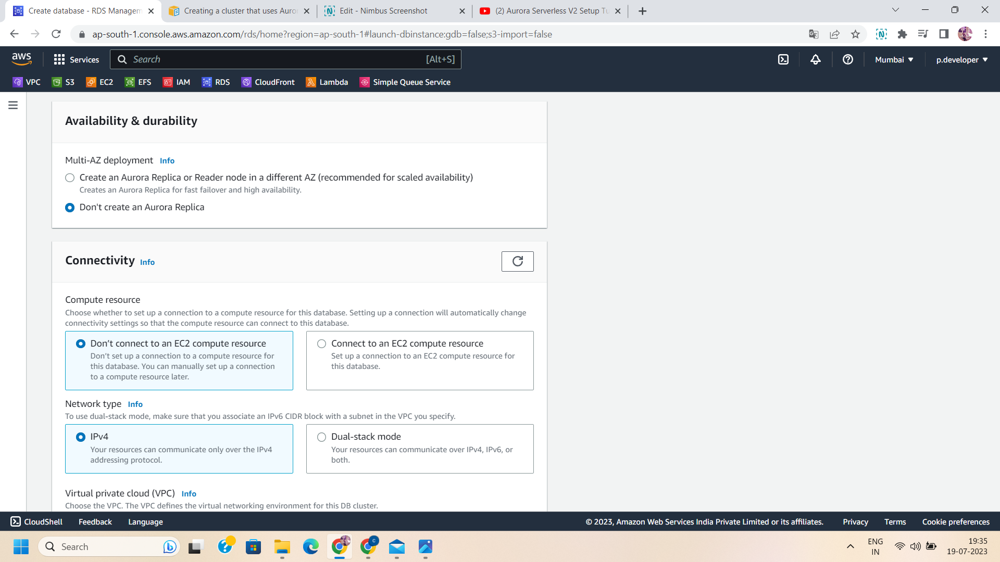 Create database - RDS Managem
Creating a cluster that uses Auror
Edit - Nimbus Screenshot
(2) Aurora Serverless V2 Setup Tu
ap-south-1.console.aws.amazon.com/rds/home?region=ap-south-1#launch-dbinstance:gdb=false;s3-import=false
aws
Services
Search
[Alt+S]
Mumbai
p.developer
VPC
S3
EC2
EFS
IAM
RDS
CloudFront
Lambda
Simple Queue Service
Availability & durability
Multi-AZ deployment Info
Create an Aurora Replica or Reader node in a different AZ (recommended for scaled availability)
Creates an Aurora Replica for fast failover and high availability.
Don't create an Aurora Replica
Connectivity Info
Compute resource
Choose whether to set up a connection to a compute resource for this database. Setting up a connection will automatically change
connectivity settings so that the compute resource can connect to this database.
Don’t connect to an EC2 compute resource
Don’t set up a connection to a compute resource for
this database. You can manually set up a connection
to a compute resource later.
Connect to an EC2 compute resource
Set up a connection to an EC2 compute resource for
this database.
Network type Info
To use dual-stack mode, make sure that you associate an IPv6 CIDR block with a subnet in the VPC you specify.
IPv4
Your resources can communicate only over the IPv4
addressing protocol.
Dual-stack mode
Your resources can communicate over IPv4, IPv6, or
both.
Virtual private cloud (VPC) Info
Choose the VPC. The VPC defines the virtual networking environment for this DB cluster.
CloudShell
Feedback
Language
© 2023, Amazon Web Services India Private Limited or its affiliates.
Privacy
Terms
Cookie preferences
Search
ENG
IN
19:35
19-07-2023